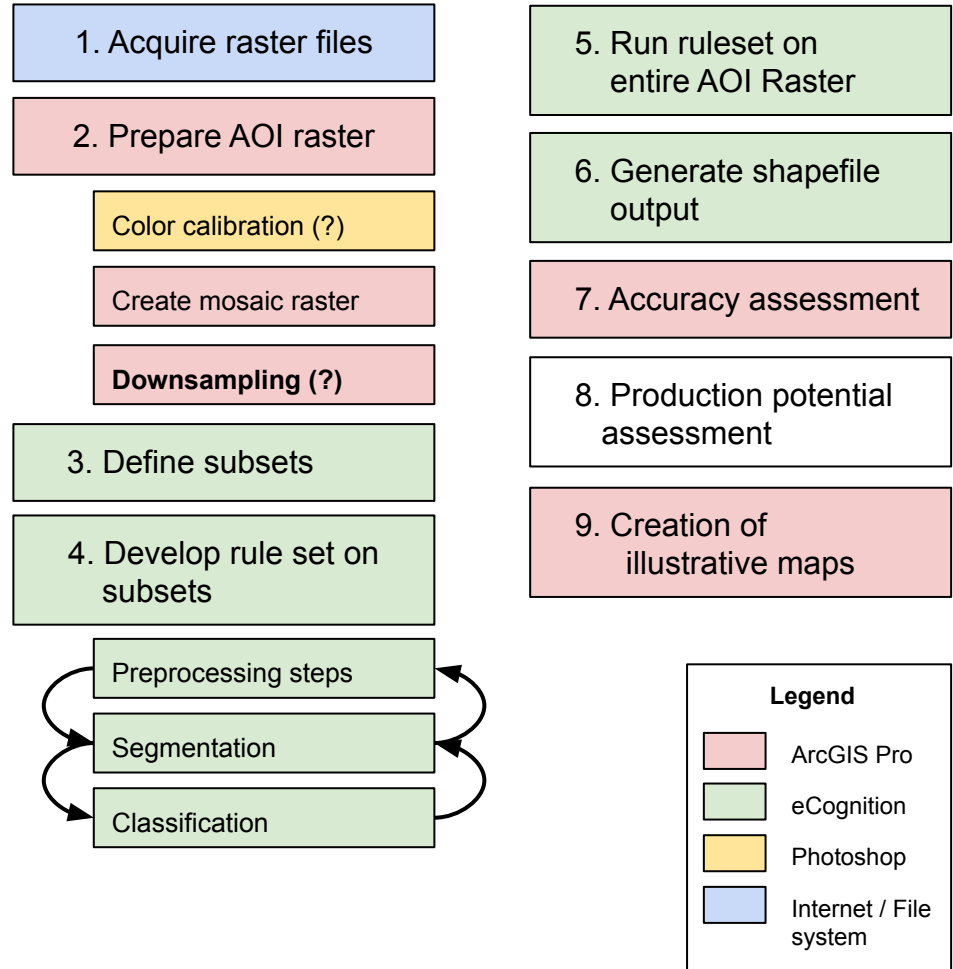 1. Acquire raster files
2. Prepare AOI raster
Color calibration (?)
Create mosaic raster
Downsampling (?)
3. Define subsets
4. Develop rule set on
subsets
Preprocessing steps
Segmentation
Classification
5. Run ruleset on
entire AOI Raster
6. Generate shapefile
output
7. Accuracy assessment
8. Production potential
assessment
9. Creation of
illustrative maps
Legend
ArcGIS Pro
eCognition
Photoshop
Internet / File
system